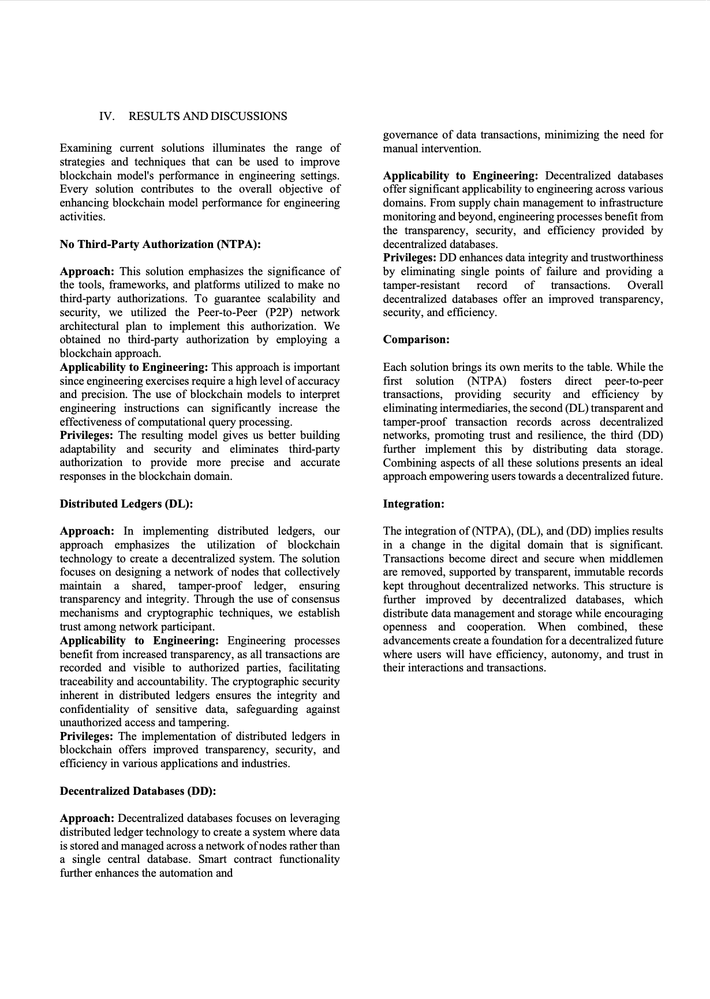 IV. RESULTS AND DISCUSSIONS
Examining current solutions illuminates the range of
strategies and techniques that can be used to improve
blockchain model's performance in engineering settings.
Every solution contributes to the overall objective of
enhancing blockchain model performance for engineering
activities.
No Third-Party Authorization (NTPA):
Approach: This solution emphasizes the significance of
the tools, frameworks, and platforms utilized to make no
third-party authorizations. To guarantee scalability and
security, we utilized the Peer-to-Peer (P2P) network
architectural plan to implement this authorization. We
obtained no third-party authorization by employing a
blockchain approach.
Applicability to Engineering: This approach is important
since engineering exercises require a high level of accuracy
and precision. The use of blockchain models to interpret
engineering instructions can significantly increase the
effectiveness of computational query processing.
Privileges: The resulting model gives us better building
adaptability and security and eliminates third-party
authorization to provide more precise and accurate
responses in the blockchain domain.
Distributed Ledgers (DL):
Approach: In implementing distributed ledgers, our
approach emphasizes the utilization of blockchain
technology to create a decentralized system. The solution
focuses on designing a network of nodes that collectively
maintain a shared, tamper-proof ledger, ensuring
transparency and integrity. Through the use of consensus
mechanisms and cryptographic techniques, we establish
trust among network participant.
Applicability to Engineering: Engineering processes
benefit from increased transparency, as all transactions are
recorded and visible to authorized parties, facilitating
traceability and accountability. The cryptographic security
inherent in distributed ledgers ensures the integrity and
confidentiality of sensitive data, safeguarding against
unauthorized access and tampering.
Privileges: The implementation of distributed ledgers in
blockchain offers improved transparency, security, and
efficiency in various applications and industries.
Decentralized Databases (DD):
Approach: Decentralized databases focuses on leveraging
distributed ledger technology to create a system where data
is stored and managed across a network of nodes rather than
a single central database. Smart contract functionality
further enhances the automation and
governance of data transactions, minimizing the need for
manual intervention.
Applicability to Engineering: Decentralized databases
offer significant applicability to engineering across various
domains. From supply chain management to infrastructure
monitoring and beyond, engineering processes benefit from
the transparency, security, and efficiency provided by
decentralized databases.
Privileges: DD enhances data integrity and trustworthiness
by eliminating single points of failure and providing a
tamper-resistant record of transactions. Overall
decentralized databases offer an improved transparency,
security, and efficiency.
Comparison:
Each solution brings its own merits to the table. While the
first solution (NTPA) fosters direct peer-to-peer
transactions, providing security and efficiency by
eliminating intermediaries, the second (DL) transparent and
tamper-proof transaction records across decentralized
networks, promoting trust and resilience, the third (DD)
further implement this by distributing data storage.
Combining aspects of all these solutions presents an ideal
approach empowering users towards a decentralized future.
Integration:
The integration of (NTPA), (DL), and (DD) implies results
in a change in the digital domain that is significant.
Transactions become direct and secure when middlemen
are removed, supported by transparent, immutable records
kept throughout decentralized networks. This structure is
further improved by decentralized databases, which
distribute data management and storage while encouraging
openness and cooperation. When combined, these
advancements create a foundation for a decentralized future
where users will have efficiency, autonomy, and trust in
their interactions and transactions.